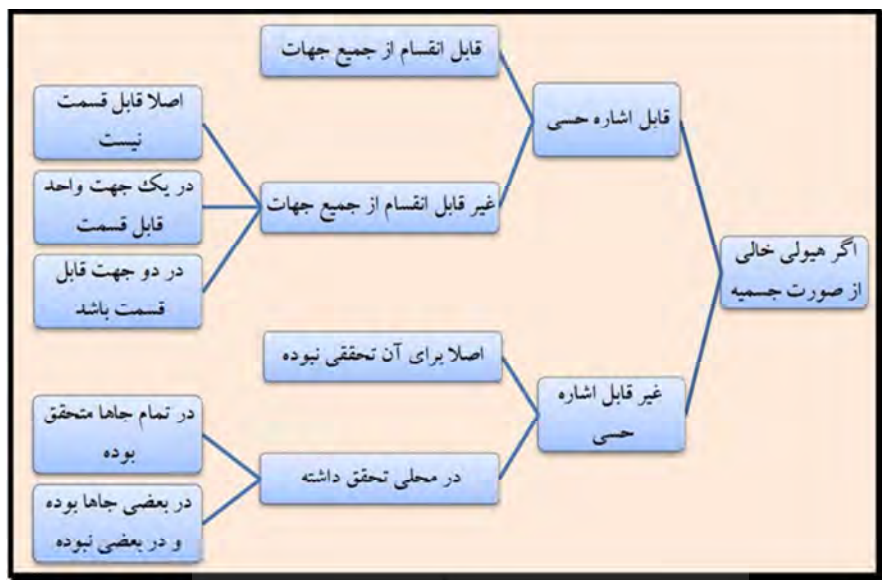 اگر هیولی خالی
از صورت جسمیه
قابل اشاره حسی
قابل انقسام از جمیع جهات
غیر قابل انقسام از جمیع جهات
اصلا قابل قسمت
نیست
در یک جهت واحد
قابل قسمت
در دو جهت قابل
قسمت باشد
غیر قابل اشاره
حسی
اصلا برای آن تحققی نبوده
در محلی تحقق داشته
در تمام جاها متحقق
بوده
در بعضی جاها بوده
و در بعضی نبوده